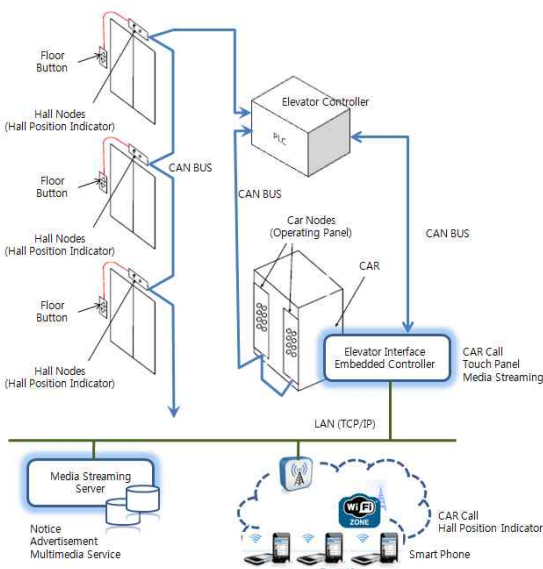 Floor
Button
Hall Nodes
(Hall Position Indicator)
Floor
Button
Hall Nodes
(Hall Position Indicator)
Floor
Button
Hall Nodes
(Hall Position Indicator)
CAN BUS
Elevator Controller
PLC
CAN BUS
CAN BUS
Car Nodes
(Operating Panel)
CAR
Elevator Interface
Embedded Controller
CAR Call
Touch Panel
Media Streaming
LAN (TCP/IP)
Media Streaming
Server
Notice
Advertisement
Multimedia Service
WiFi
ZONE
CAR Call
Hall Position Indicator
Smart Phone